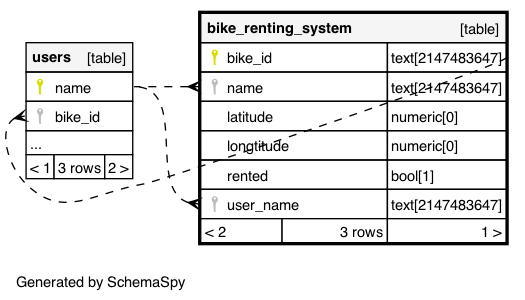 bike_renting_system [table]
users [table]
bike_id text[2147483647]
name
name text[2147483647]
bike_id
latitude numeric[0]
...
longtitude numeric[0]
< 1 3 rows 2 >
rented bool[1]
user_name text[2147483647]
< 2 3 rows 1 >
Generated by SchemaSpy